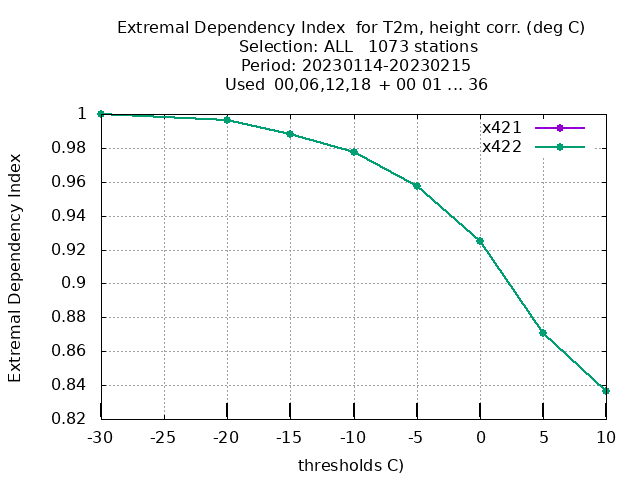 Extremal Dependency Index  for T2m, height corr. (deg C)
Selection: ALL   1073 stations
Period: 20230114-20230215
Used  00,06,12,18  + 00 01 ... 36
x421
x422
Extremal Dependency Index
1
0.98
0.96
0.94
0.92
0.9
0.88
0.86
0.84
0.82
-30 -25 -20 -15 -10 -5 0 5 10
thresholds C)